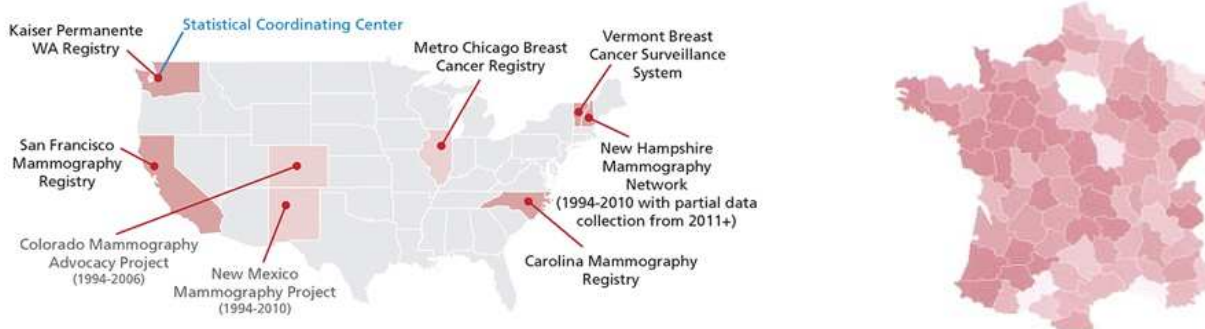 Statistical Coordinating Center
Kaiser Permanente
WA Registry
Metro Chicago Breast
Cancer Registry
Vermont Breast
Cancer Surveillance
System
San Francisco
Mammography
Registry
New Hampshire
Mammography
Network
(1994-2010 with partial data
collection from 2011+)
Colorado Mammography
Advocacy Project
(1994-2006)
New Mexico
Mammography Project
(1994-2010)
Carolina Mammography
Registry